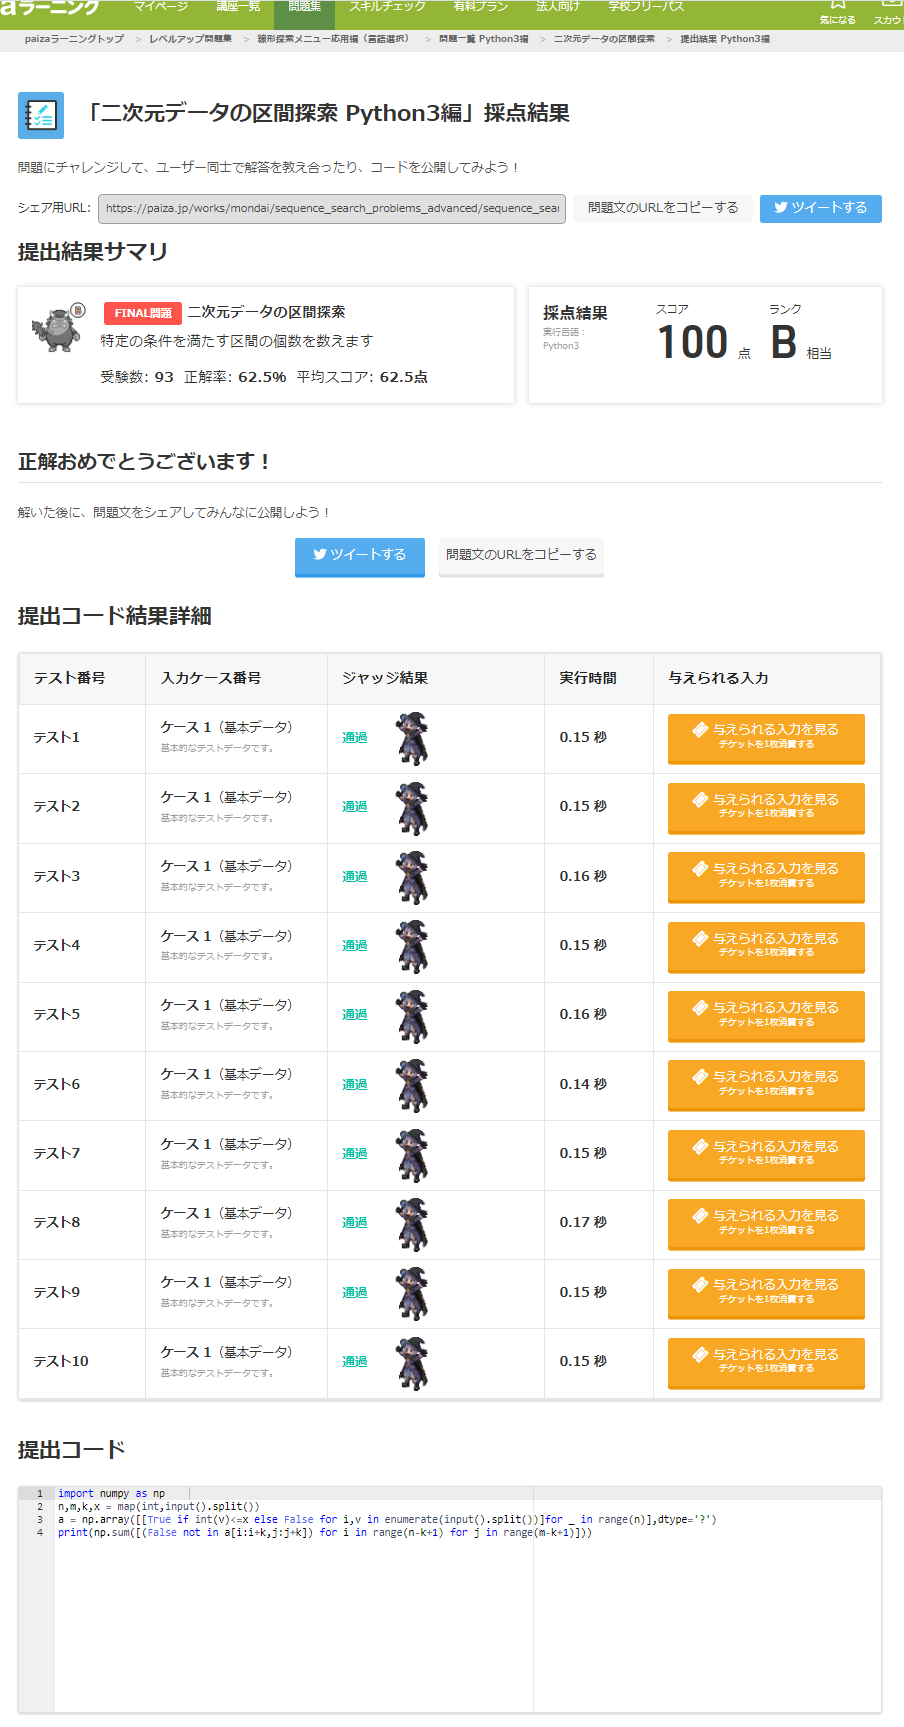 aラーニング
マイページ 講座一覧 問題集 スキルチェック 有料プラン 法人向け 学校フリーパス 気になる スカウ
paizaラーニングトップ > レベルアップ問題集 > 線形探索メニュー応用編（言語選択） > 問題一覧 Python3編 > 二次元データの区間探索 > 提出結果 Python3編
「二次元データの区間探索 Python3編」採点結果
問題にチャレンジして、ユーザー同士で解答を教え合ったり、コードを公開してみよう！
シェア用URL: https://paiza.jp/works/mondai/sequence_search_problems_advanced/sequence_sear 問題文のURLをコピーする ツイートする
提出結果サマリ
B
FINAL問題 二次元データの区間探索
特定の条件を満たす区間の個数を数えます
受験数: 93 正解率: 62.5% 平均スコア: 62.5点
採点結果 スコア ランク
実行言語：
Python3
100 点 B 相当
正解おめでとうございます！
解いた後に、問題文をシェアしてみんなに公開しよう！
ツイートする 問題文のURLをコピーする
提出コード結果詳細
テスト番号 入力ケース番号 ジャッジ結果 実行時間 与えられる入力
テスト1 ケース 1（基本データ） 通過 0.15 秒 与えられる入力を見る
基本的なテストデータです。 チケットを1枚消費する
テスト2 ケース 1（基本データ） 通過 0.15 秒 与えられる入力を見る
基本的なテストデータです。 チケットを1枚消費する
テスト3 ケース 1（基本データ） 通過 0.16 秒 与えられる入力を見る
基本的なテストデータです。 チケットを1枚消費する
テスト4 ケース 1（基本データ） 通過 0.15 秒 与えられる入力を見る
基本的なテストデータです。 チケットを1枚消費する
テスト5 ケース 1（基本データ） 通過 0.16 秒 与えられる入力を見る
基本的なテストデータです。 チケットを1枚消費する
テスト6 ケース 1（基本データ） 通過 0.14 秒 与えられる入力を見る
基本的なテストデータです。 チケットを1枚消費する
テスト7 ケース 1（基本データ） 通過 0.15 秒 与えられる入力を見る
基本的なテストデータです。 チケットを1枚消費する
テスト8 ケース 1（基本データ） 通過 0.17 秒 与えられる入力を見る
基本的なテストデータです。 チケットを1枚消費する
テスト9 ケース 1（基本データ） 通過 0.15 秒 与えられる入力を見る
基本的なテストデータです。 チケットを1枚消費する
テスト10 ケース 1（基本データ） 通過 0.15 秒 与えられる入力を見る
基本的なテストデータです。 チケットを1枚消費する
提出コード
1 import numpy as np
2 n,m,k,x = map(int,input().split())
3 a = np.array([[True if int(v)<=x else False for i,v in enumerate(input().split())]for _ in range(n)],dtype='?')
4 print(np.sum([(False not in a[i:i+k,j:j+k]) for i in range(n-k+1) for j in range(m-k+1)]))